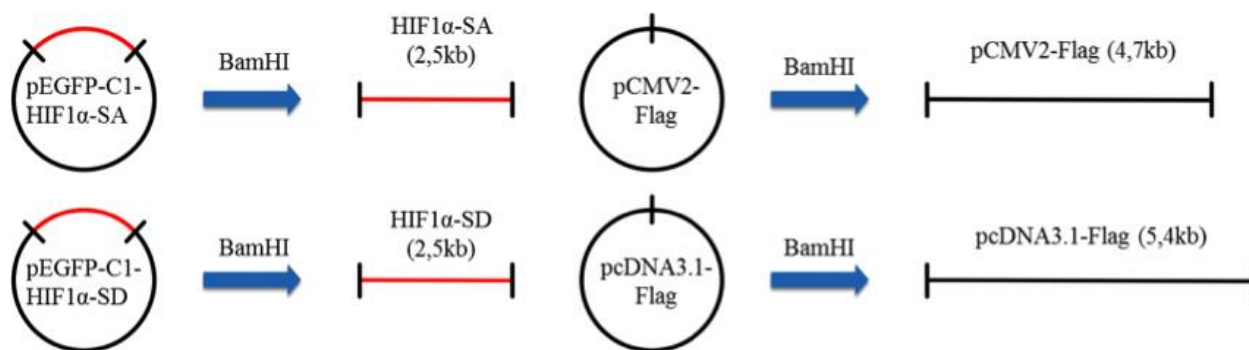 pEGFP-C1-
HIF1α-SA
BamHI
HIF1α-SA
(2,5kb)
pCMV2-
Flag
BamHI
pCMV2-Flag (4,7kb)
pEGFP-C1-
HIF1α-SD
BamHI
HIF1α-SD
(2,5kb)
pcDNA3.1-
Flag
BamHI
pcDNA3.1-Flag (5,4kb)